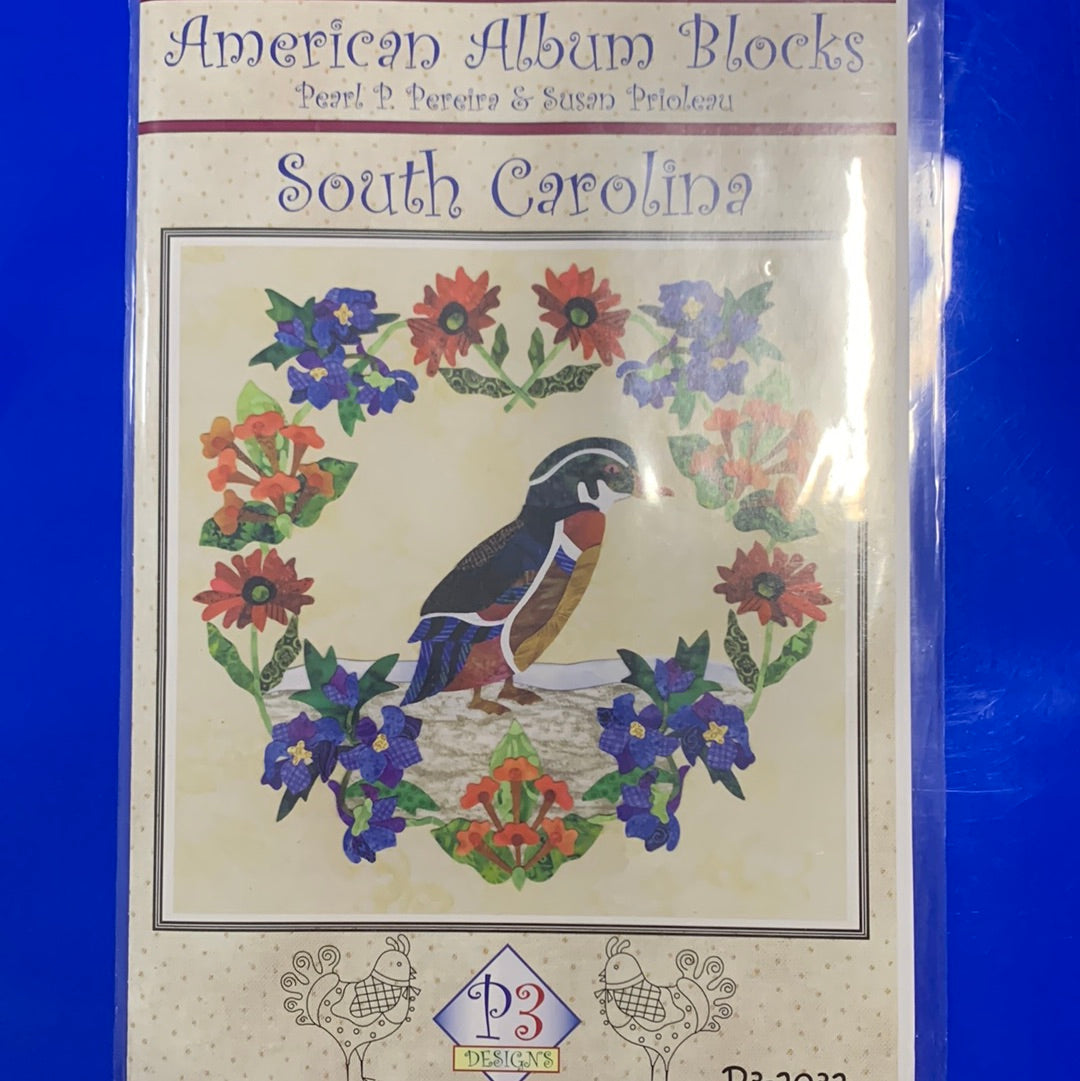 American Album Blocks
Pearl P. Pereira & Susan Prioleau
South Carolina
P3
DESIGNS